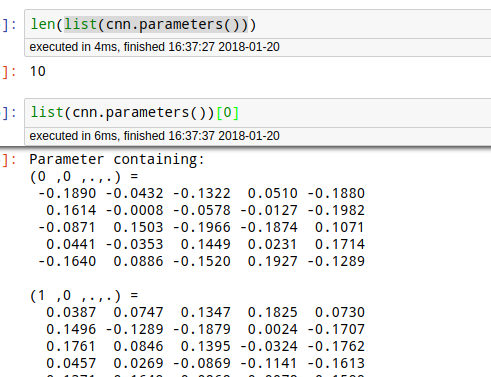 ]: len(list(cnn.parameters()))
executed in 4ms, finished 16:37:27 2018-01-20
]: 10
]: list(cnn.parameters())[0]
executed in 6ms, finished 16:37:37 2018-01-20
]: Parameter containing:
(0 ,0 ,.,.) =
-0.1890 -0.0432 -0.1322 0.0510 -0.1880
0.1614 -0.0008 -0.0578 -0.0127 -0.1982
-0.0871 0.1503 -0.1966 -0.1874 0.1071
0.0441 -0.0353 0.1449 0.0231 0.1714
-0.1640 0.0886 -0.1520 0.1927 -0.1289
(1 ,0 ,.,.) =
0.0387 0.0747 0.1347 0.1825 0.0730
0.1496 -0.1289 -0.1879 0.0024 -0.1707
0.1761 0.0846 0.1395 -0.0324 -0.1762
0.0457 0.0269 -0.0869 -0.1141 -0.1613